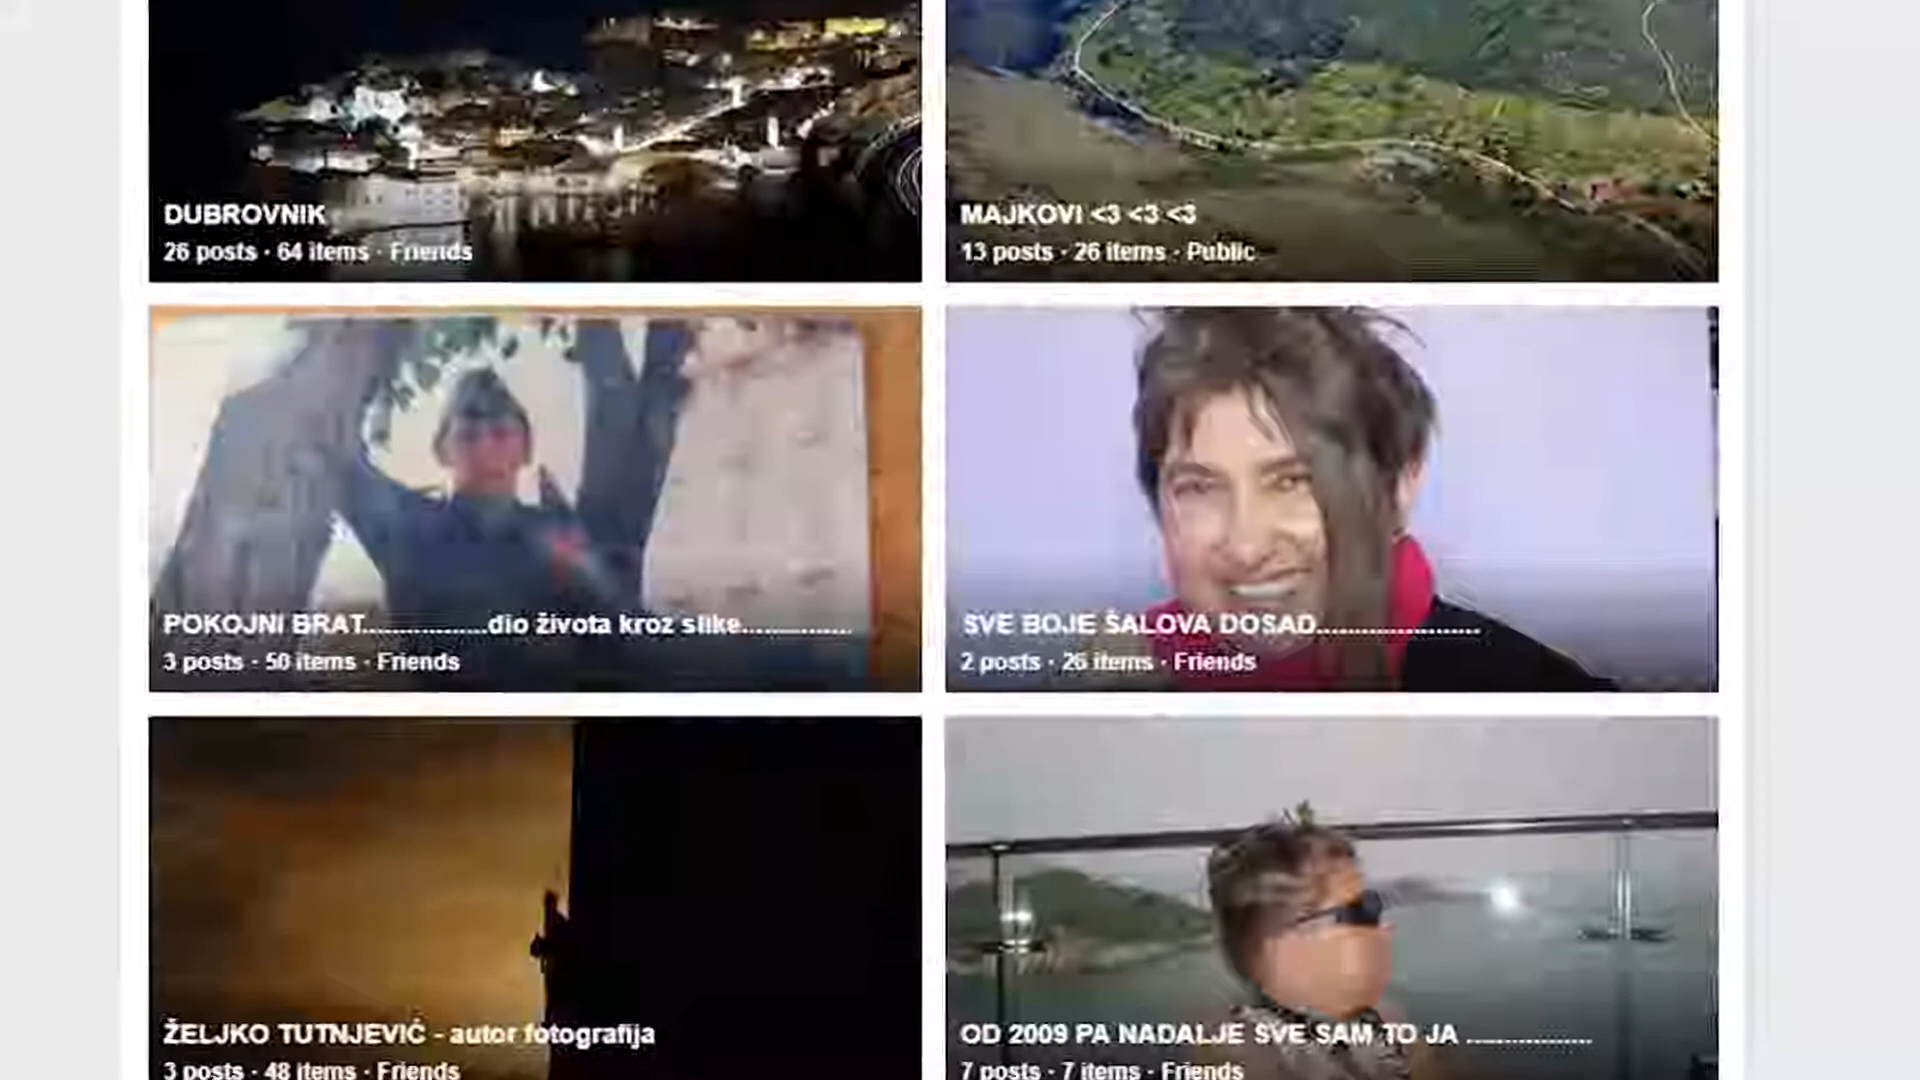 DUBROVNIK
26 posts · 64 items · Friends
MAJKOVI <3 <3 <3
13 posts · 26 items · Public
POKOJNI BRAT..................dio života kroz slike................
3 posts · 50 items · Friends
SVE BOJE ŠALOVA DOSAD........................
2 posts · 26 items · Friends
ŽELJKO TUTNJEVIĆ - autor fotografija
3 posts · 48 items · Friends
OD 2009 PA NADALJE SVE SAM TO JA ..................
7 posts · 7 items · Friends